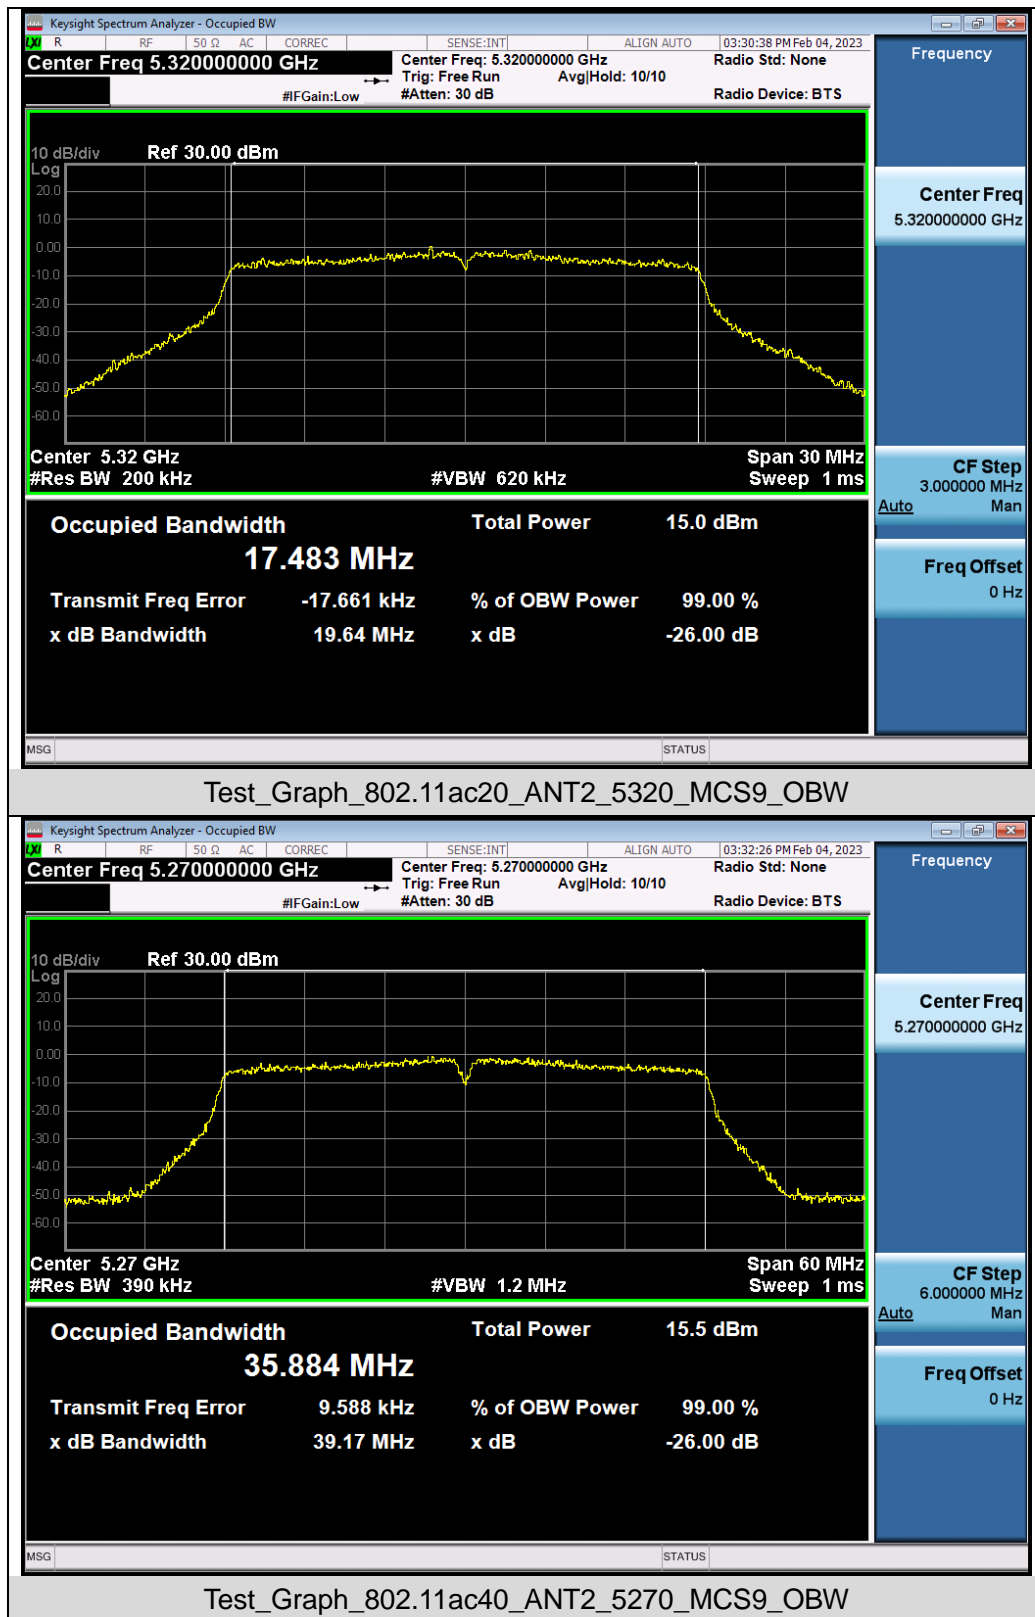 Keysight Spectrum Analyzer - Occupied BW
LXI R RF 50 Ω AC CORREC SENSE:INT ALIGN AUTO 03:30:38 PM Feb 04, 2023
Center Freq 5.320000000 GHz
Center Freq: 5.320000000 GHz Radio Std: None
Trig: Free Run Avg|Hold: 10/10
#IFGain:Low #Atten: 30 dB Radio Device: BTS
Frequency
10 dB/div Ref 30.00 dBm
Log
20.0
10.0
0.00
-10.0
-20.0
-30.0
-40.0
-50.0
-60.0
Center Freq
5.320000000 GHz
Center 5.32 GHz Span 30 MHz
#Res BW 200 kHz #VBW 620 kHz Sweep 1 ms
CF Step
3.000000 MHz
Auto Man
Occupied Bandwidth Total Power 15.0 dBm
17.483 MHz
Transmit Freq Error -17.661 kHz % of OBW Power 99.00 %
x dB Bandwidth 19.64 MHz x dB -26.00 dB
Freq Offset
0 Hz
MSG STATUS
Test_Graph_802.11ac20_ANT2_5320_MCS9_OBW
Keysight Spectrum Analyzer - Occupied BW
LXI R RF 50 Ω AC CORREC SENSE:INT ALIGN AUTO 03:32:26 PM Feb 04, 2023
Center Freq 5.270000000 GHz
Center Freq: 5.270000000 GHz Radio Std: None
Trig: Free Run Avg|Hold: 10/10
#IFGain:Low #Atten: 30 dB Radio Device: BTS
Frequency
10 dB/div Ref 30.00 dBm
Log
20.0
10.0
0.00
-10.0
-20.0
-30.0
-40.0
-50.0
-60.0
Center Freq
5.270000000 GHz
Center 5.27 GHz Span 60 MHz
#Res BW 390 kHz #VBW 1.2 MHz Sweep 1 ms
CF Step
6.000000 MHz
Auto Man
Occupied Bandwidth Total Power 15.5 dBm
35.884 MHz
Transmit Freq Error 9.588 kHz % of OBW Power 99.00 %
x dB Bandwidth 39.17 MHz x dB -26.00 dB
Freq Offset
0 Hz
MSG STATUS
Test_Graph_802.11ac40_ANT2_5270_MCS9_OBW